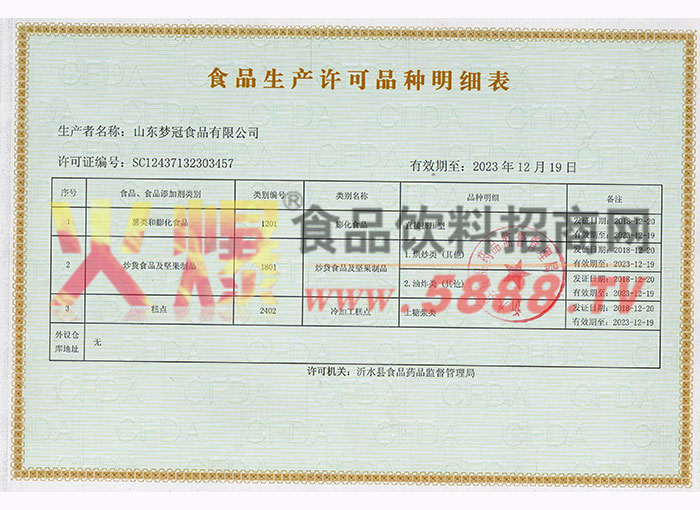 食品生产许可品种明细表
生产者名称：山东梦冠食品有限公司
许可证编号：SC12437132303457
有效期至：2023年12月19日
序号 食品、食品添加剂类别 类别编号 类别名称 品种明细 备注
1 薯类和膨化食品 1201 膨化食品 直接挤压型 发证日期：2018-12-20
有效期至：2023-12-19
2 炒货食品及坚果制品 1801 炒货食品及坚果制品 1.烘炒类（其他） 发证日期：2018-12-20
有效期至：2023-12-19
2.油炸类（其他） 发证日期：2018-12-20
有效期至：2023-12-19
3 糕点 2402 冷加工糕点 上糖浆类 发证日期：2018-12-20
有效期至：2023-12-19
外设仓库地址 无
许可机关：沂水县食品药品监督管理局
火爆®食品饮料招商网
www.5888.TV
CFDA